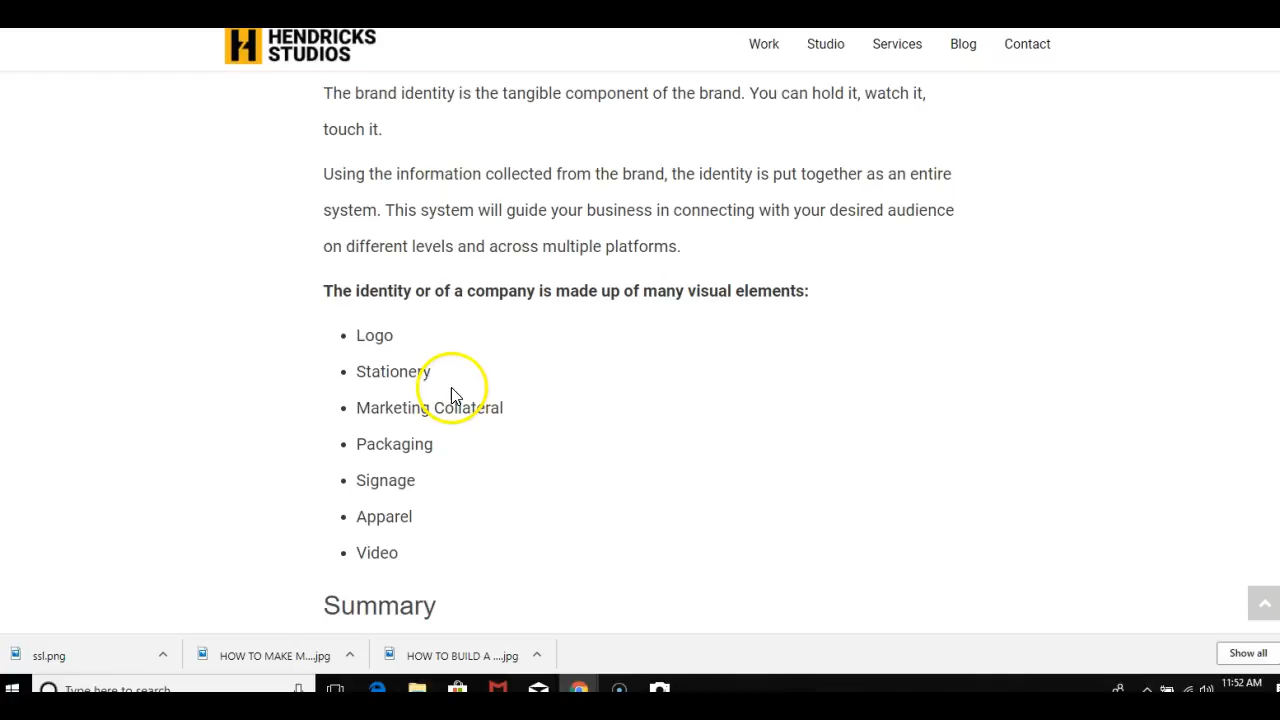 HENDRICKS
STUDIOS
Work Studio Services Blog Contact
The brand identity is the tangible component of the brand. You can hold it, watch it,
touch it.
Using the information collected from the brand, the identity is put together as an entire
system. This system will guide your business in connecting with your desired audience
on different levels and across multiple platforms.
The identity or of a company is made up of many visual elements:
• Logo
• Stationery
• Marketing Collateral
• Packaging
• Signage
• Apparel
• Video
Summary
ssl.png HOW TO MAKE M....jpg HOW TO BUILD A ....jpg Show all
Type here to search 11:52 AM